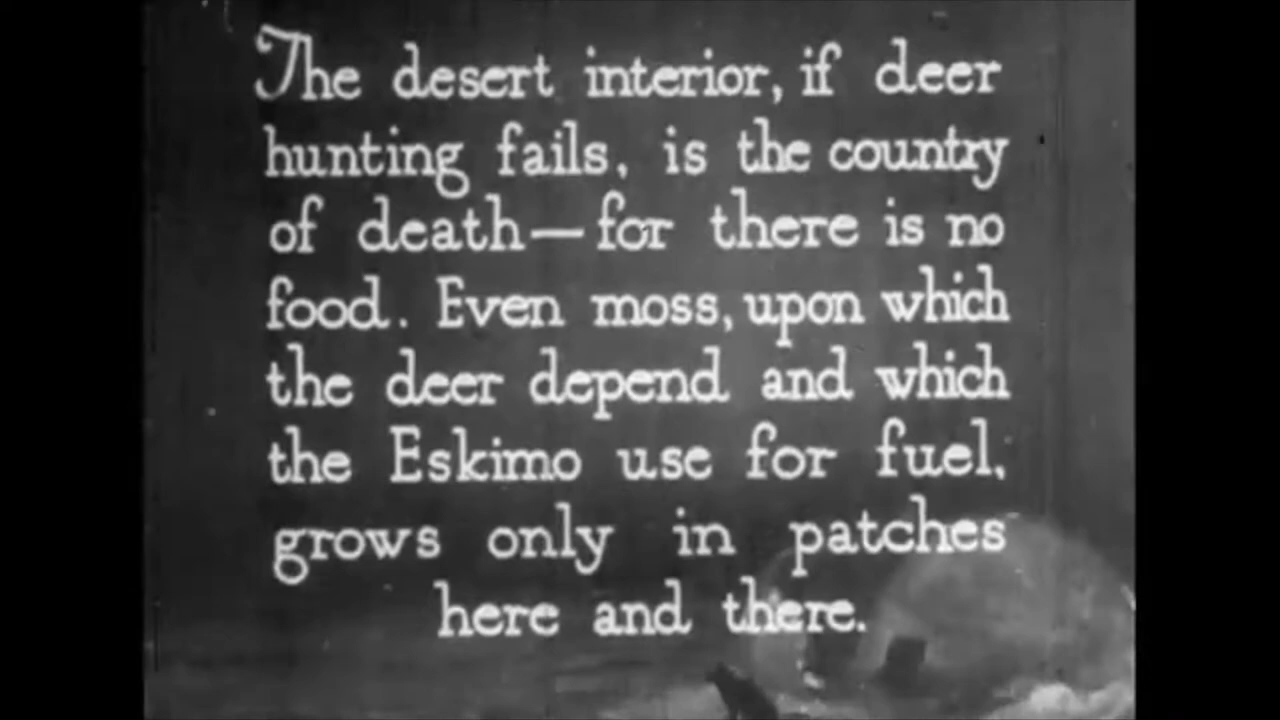 The desert interior, if deer
hunting fails, is the country
of death—for there is no
food. Even moss, upon which
the deer depend and which
the Eskimo use for fuel,
grows only in patches
here and there.